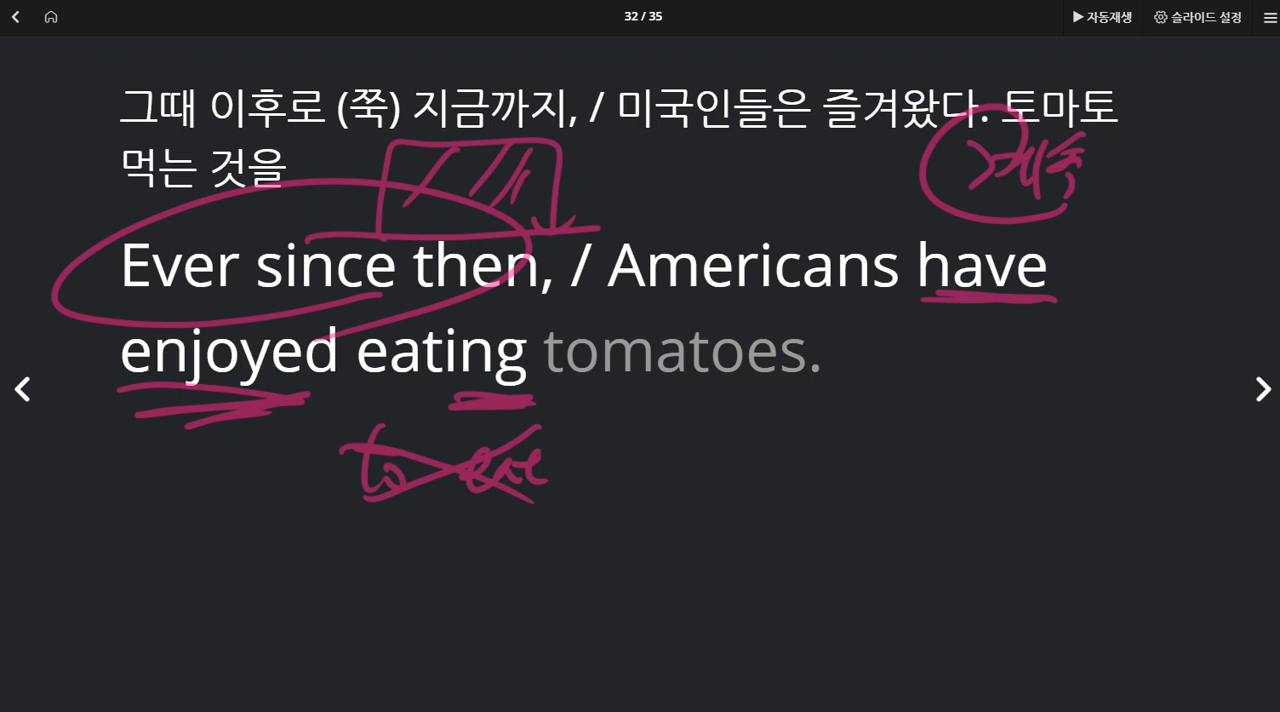 32 / 35
▶ 자동재생
슬라이드 설정
그때 이후로 (쭉) 지금까지, / 미국인들은 즐겨왔다. 토마토
먹는 것을
계속
Ever since then, / Americans have
enjoyed eating tomatoes.
to eat